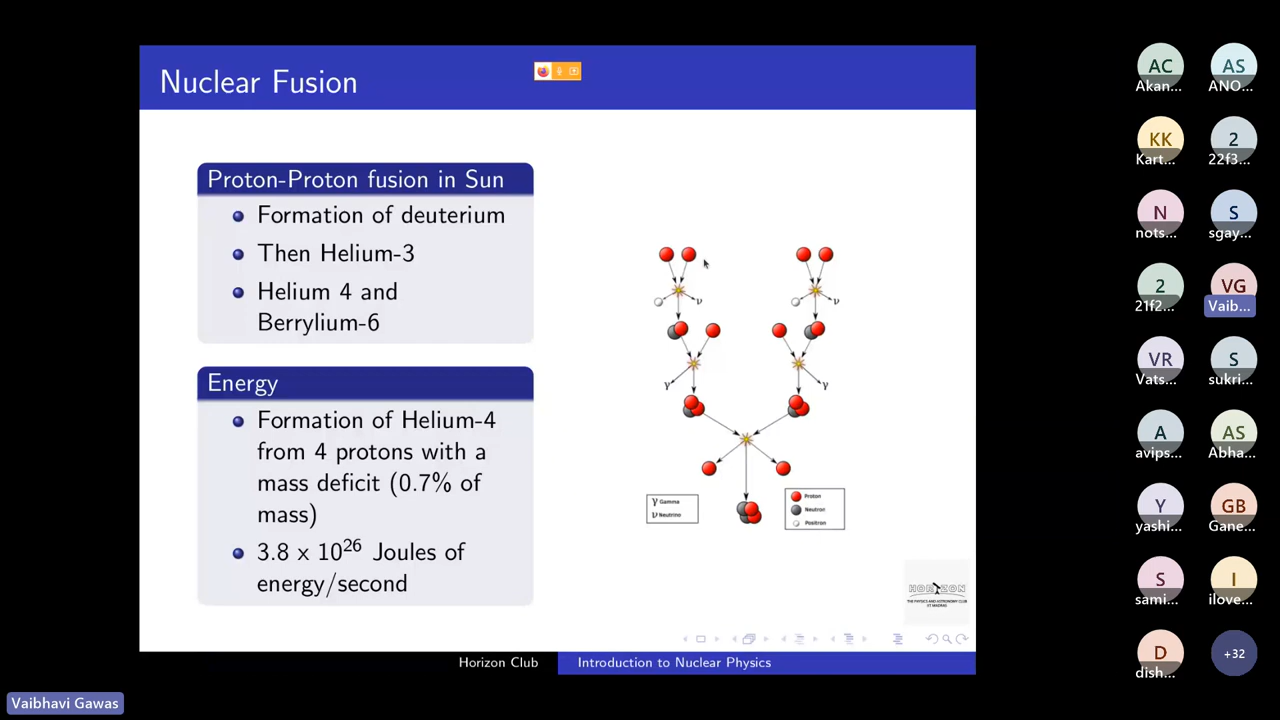 Nuclear Fusion
Proton-Proton fusion in Sun
Formation of deuterium
Then Helium-3
Helium 4 and
Berrylium-6
Energy
Formation of Helium-4
from 4 protons with a
mass deficit (0.7% of
mass)
3.8 x 10²⁶ Joules of
energy/second
ν
ν
γ
γ
γ Gamma
ν Neutrino
Proton
Neutron
Positron
HORIZON
THE PHYSICS AND ASTRONOMY CLUB
IIT MADRAS
Horizon Club
Introduction to Nuclear Physics
Vaibhavi Gawas
AC
Akan...
AS
ANO...
KK
Kart...
2
22f3...
N
nots...
S
sgay...
2
21f2...
VG
Vaib...
VR
Vats...
S
sukri...
A
avips...
AS
Abha...
Y
yashi...
GB
Gane...
S
sami...
I
ilove...
D
dish...
+32